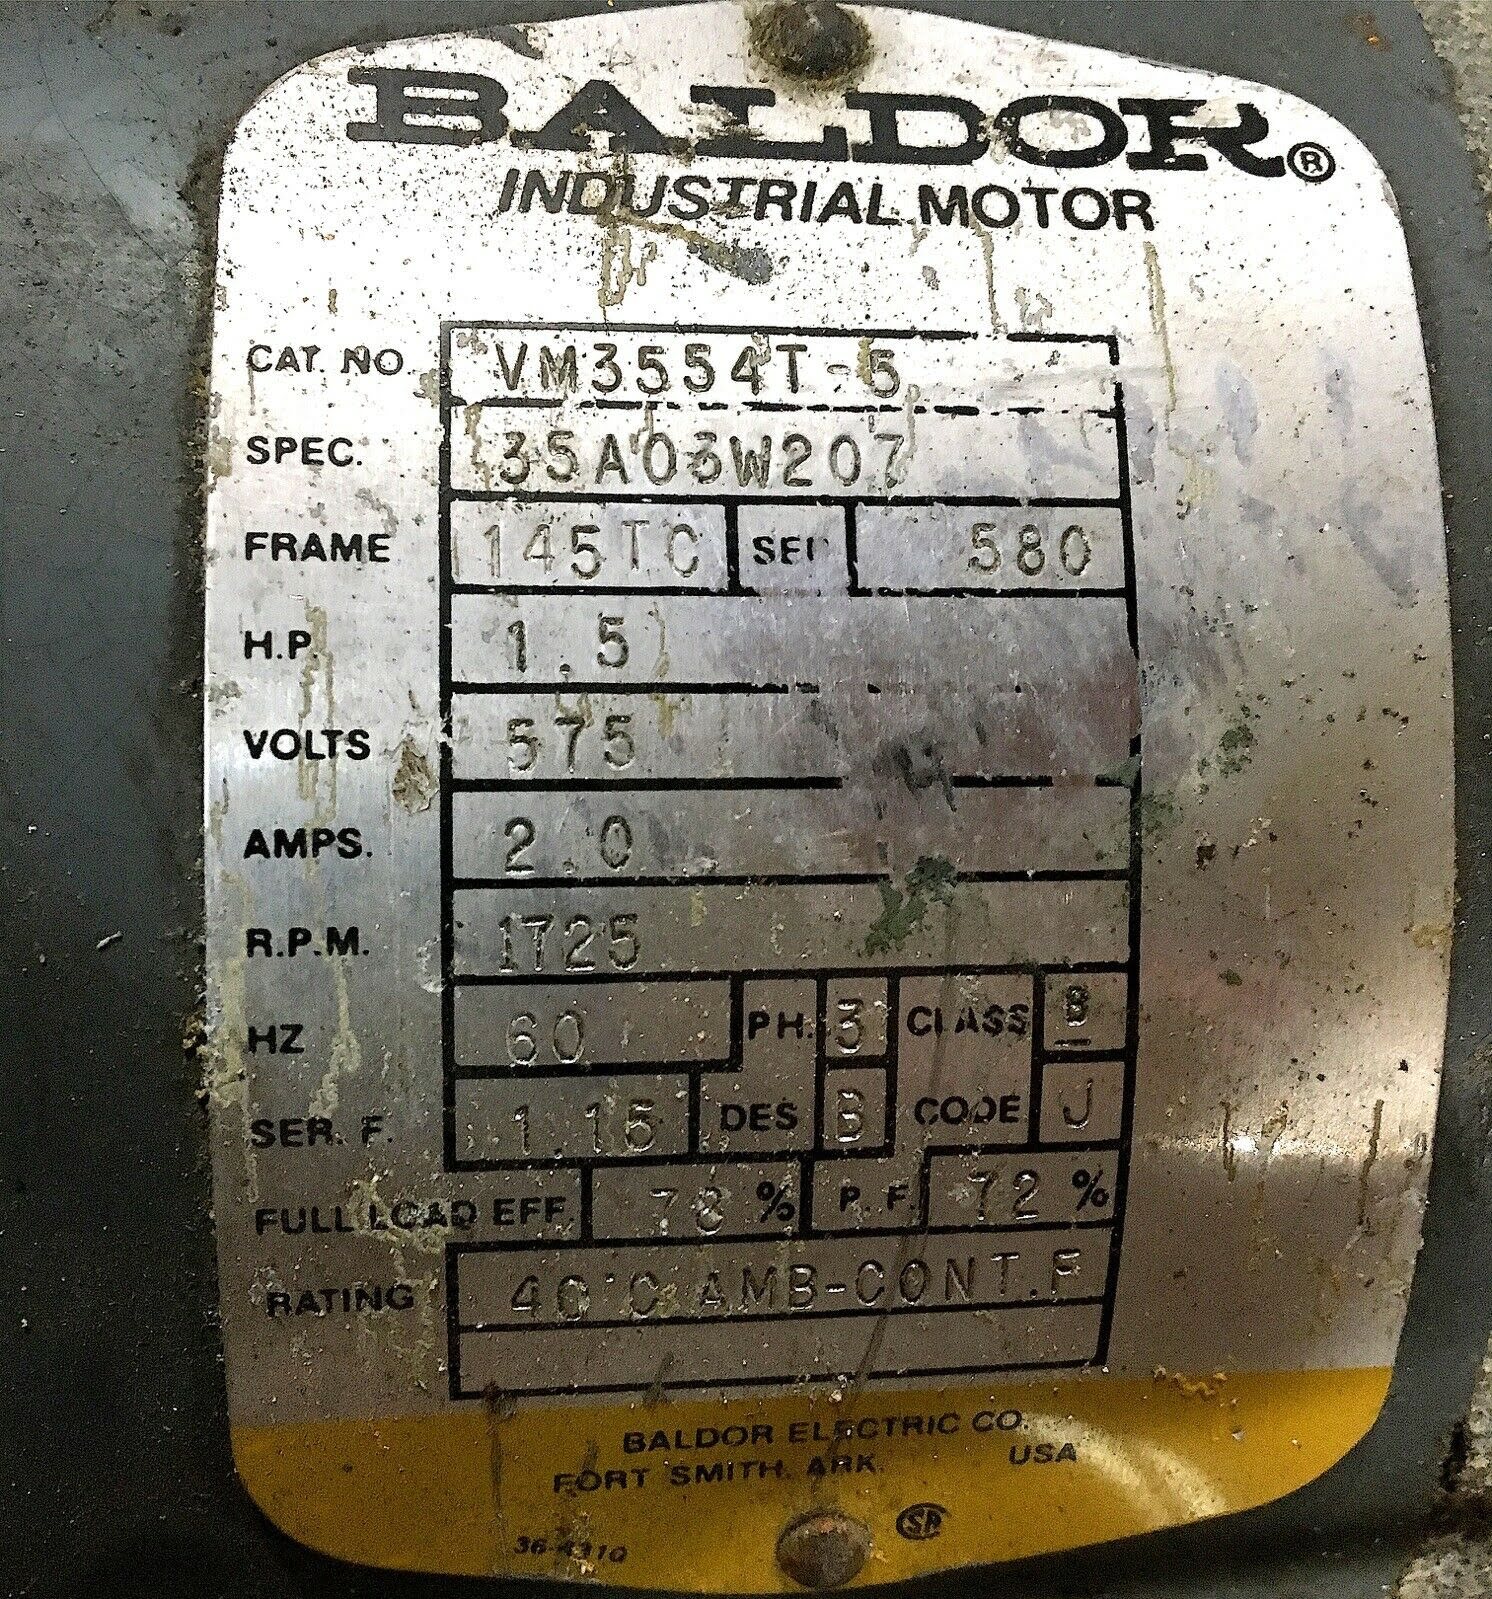 BALDOR®
INDUSTRIAL MOTOR
CAT. NO. VM3554T-5
SPEC. 35A03W207
FRAME 145TC SER 580
H.P. 1.5
VOLTS 575
AMPS. 2.0
R.P.M. 1725
HZ 60 PH. 3 CLASS B
SER. F. 1.15 DES B CODE J
FULL LOAD EFF. 78 % P.F. 72 %
RATING 40°C AMB-CONT.F
BALDOR ELECTRIC CO.
FORT SMITH, ARK. USA
SA